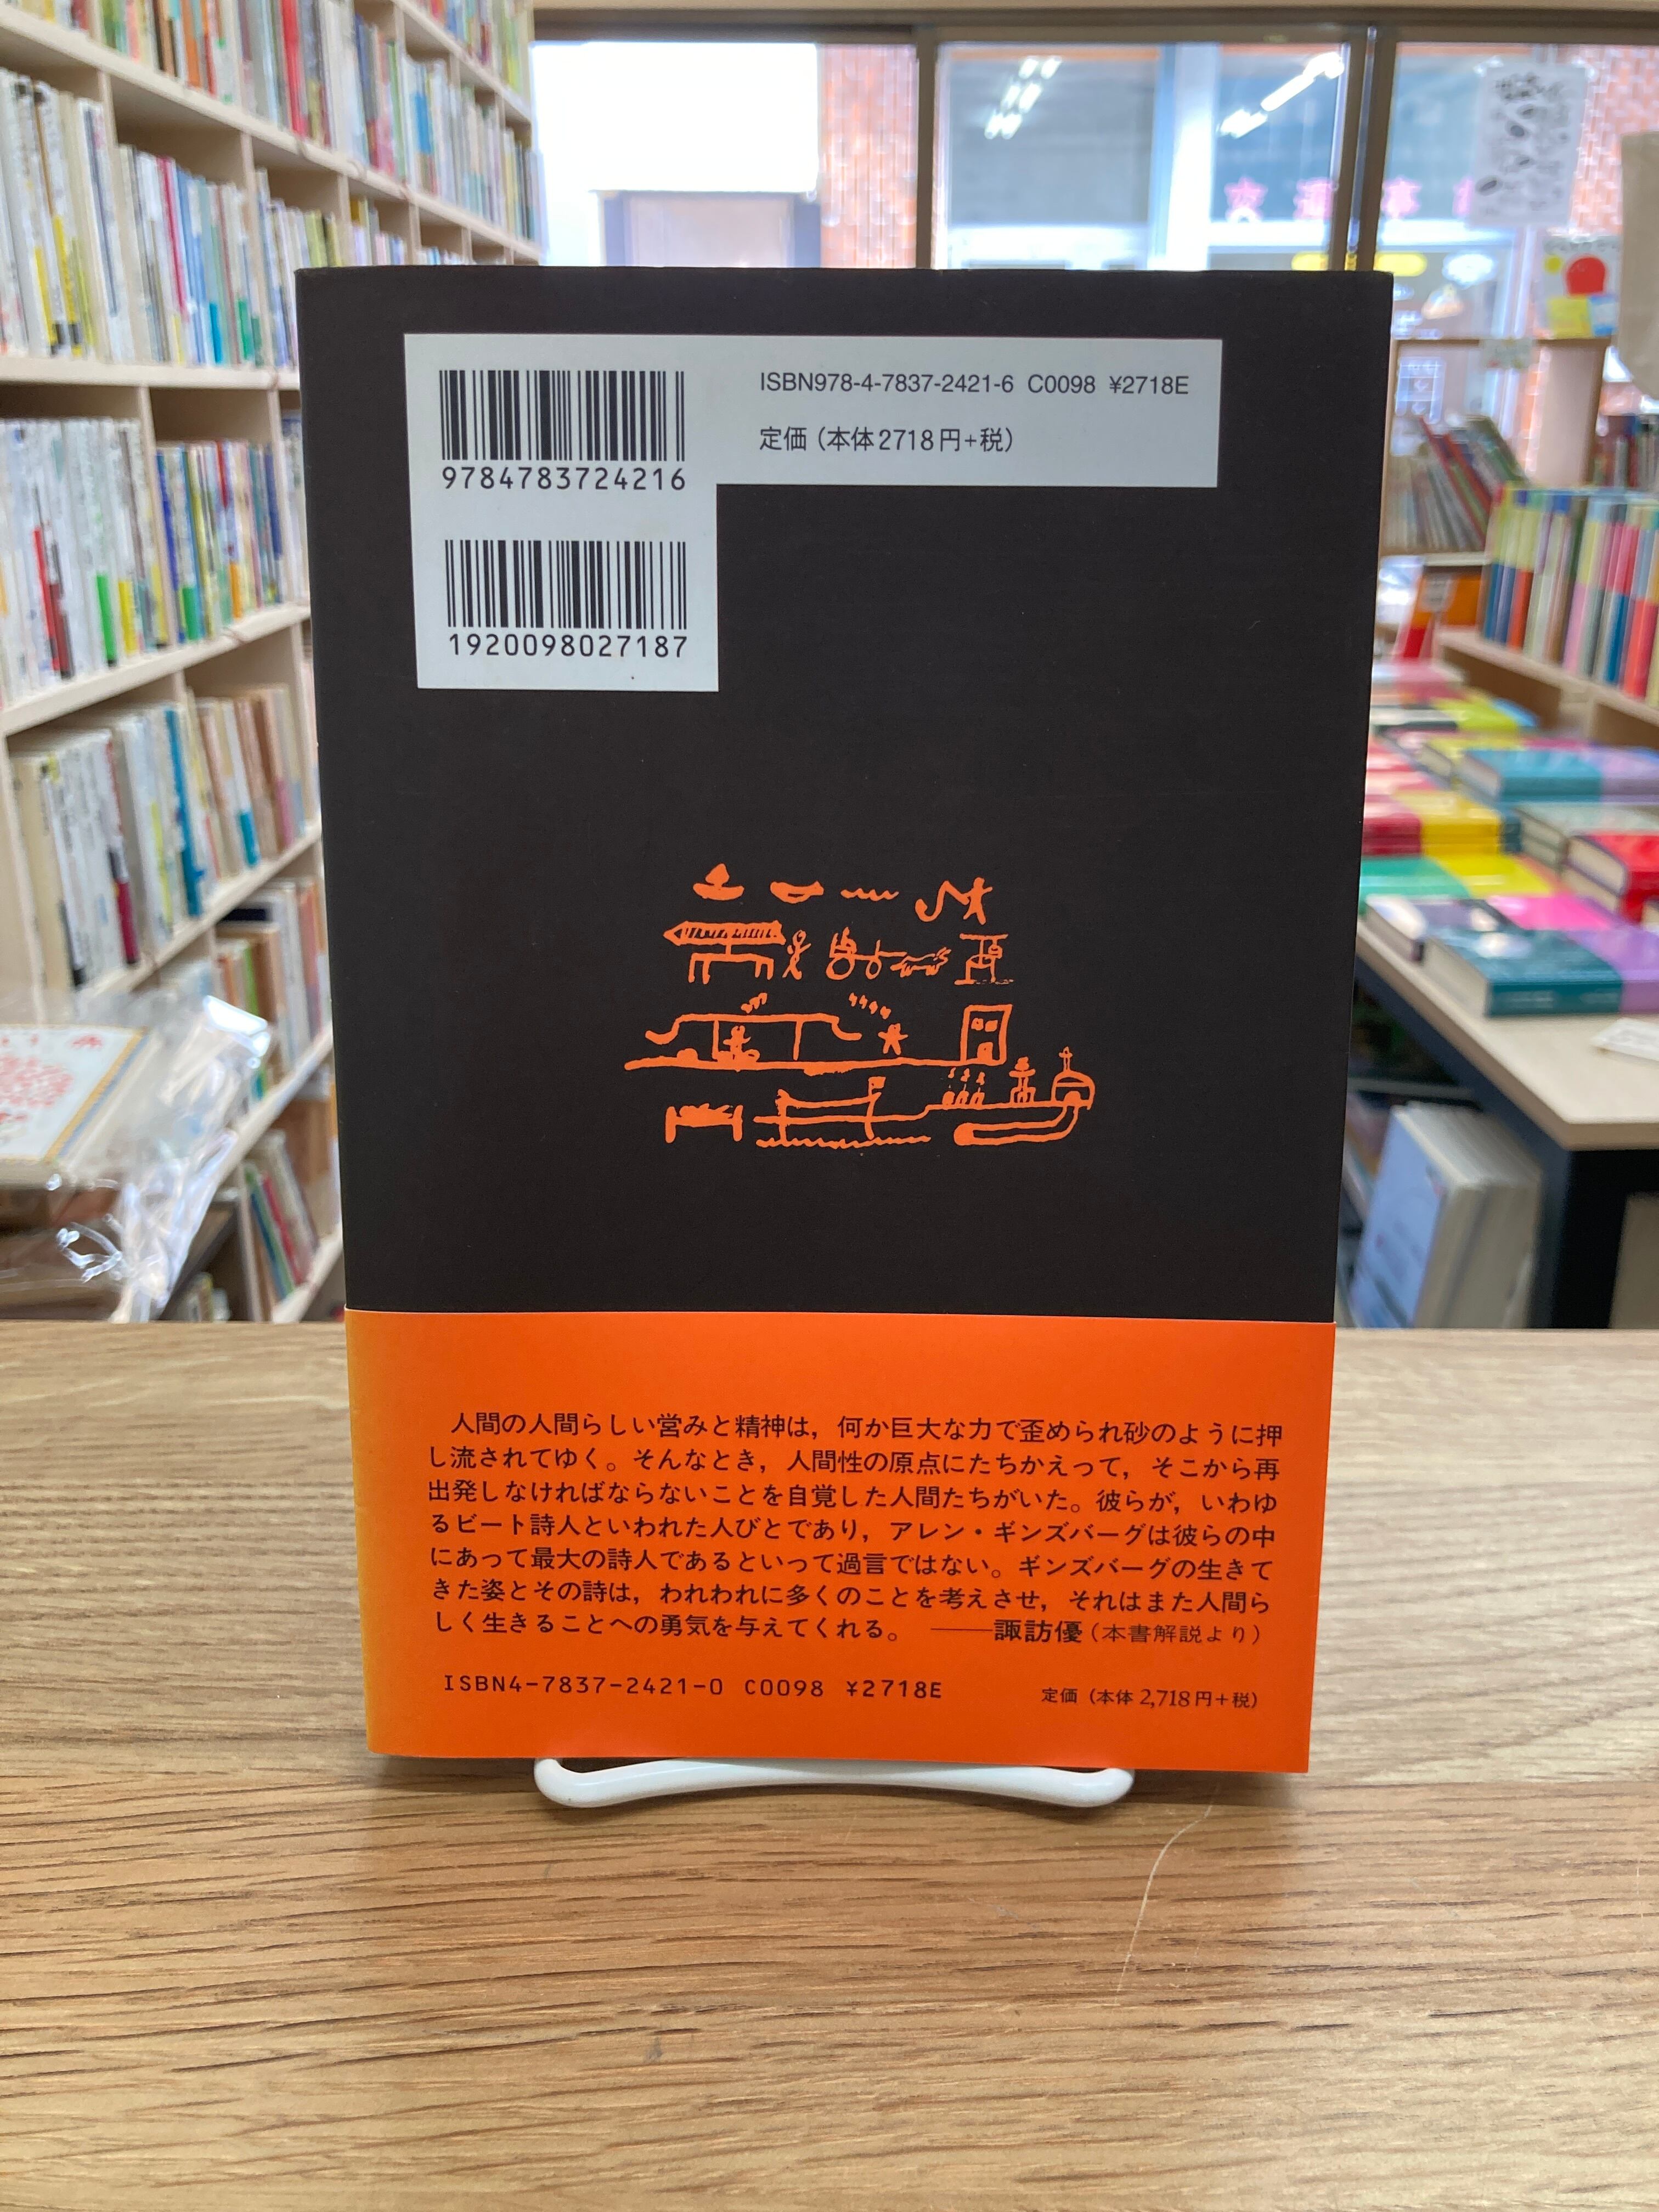 ISBN978-4-7837-2421-6 C0098 ¥2718E
定価（本体2718円+税）
9784783724216
1920098027187
人間の人間らしい営みと精神は，何か巨大な力で歪められ砂のように押
し流されてゆく。そんなとき，人間性の原点にたちかえって，そこから再
出発しなければならないことを自覚した人間たちがいた。彼らが，いわゆ
るビート詩人といわれた人びとであり，アレン・ギンズバーグは彼らの中
にあって最大の詩人であるといって過言ではない。ギンズバーグの生きて
きた姿とその詩は，われわれに多くのことを考えさせ，それはまた人間ら
しく生きることへの勇気を与えてくれる。 ――諏訪優（本書解説より）
ISBN4-7837-2421-0 C0098 ¥2718E
定価（本体 2,718円+税）